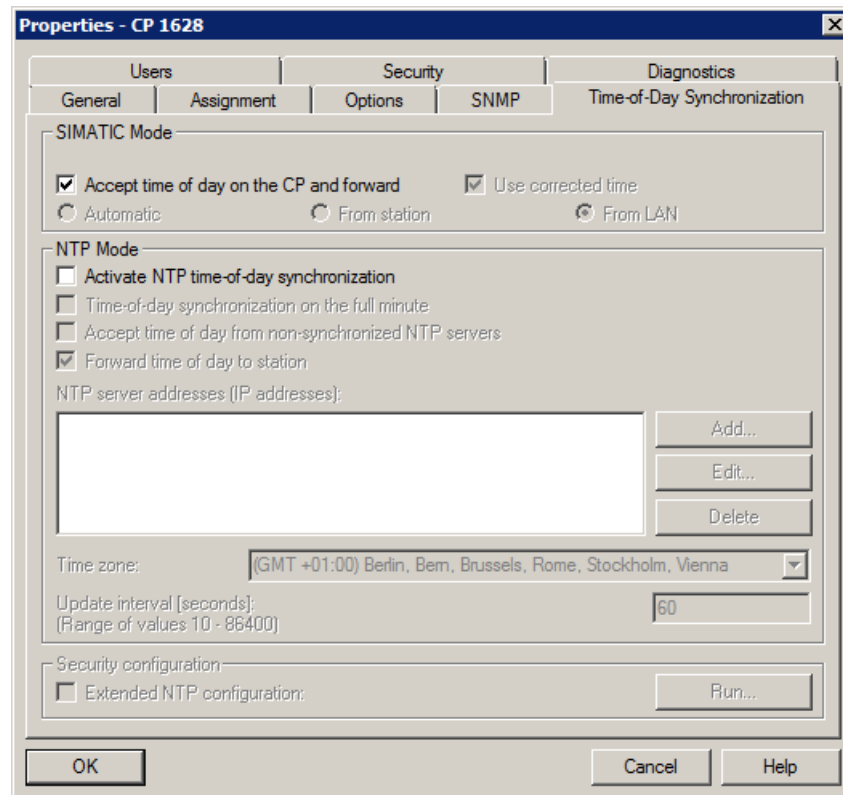 Properties - CP 1628
Users Security Diagnostics
General Assignment Options SNMP Time-of-Day Synchronization
SIMATIC Mode
Accept time of day on the CP and forward Use corrected time
Automatic From station From LAN
NTP Mode
Activate NTP time-of-day synchronization
Time-of-day synchronization on the full minute
Accept time of day from non-synchronized NTP servers
Forward time of day to station
NTP server addresses (IP addresses):
Add...
Edit...
Delete
Time zone: (GMT +01:00) Berlin, Bern, Brussels, Rome, Stockholm, Vienna
Update interval [seconds]: 60
(Range of values 10 - 86400)
Security configuration
Extended NTP configuration: Run...
OK Cancel Help